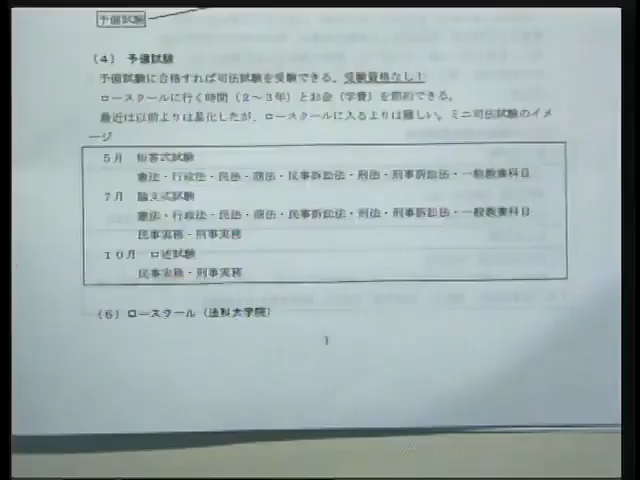 予備試験
（４）予備試験
予備試験に合格すれば司法試験を受験できる。受験資格なし！
ロースクールに行く時間（２～３年）とお金（学費）を節約できる。
最近は以前よりは易化したが、ロースクールに入るよりは難しい。ミニ司法試験のイメ
ージ
５月　短答式試験
憲法・行政法・民法・商法・民事訴訟法・刑法・刑事訴訟法・一般教養科目
７月　論文式試験
憲法・行政法・民法・商法・民事訴訟法・刑法・刑事訴訟法・一般教養科目
民事実務・刑事実務
１０月　口述試験
民事実務・刑事実務
（６）ロースクール（法科大学院）
1